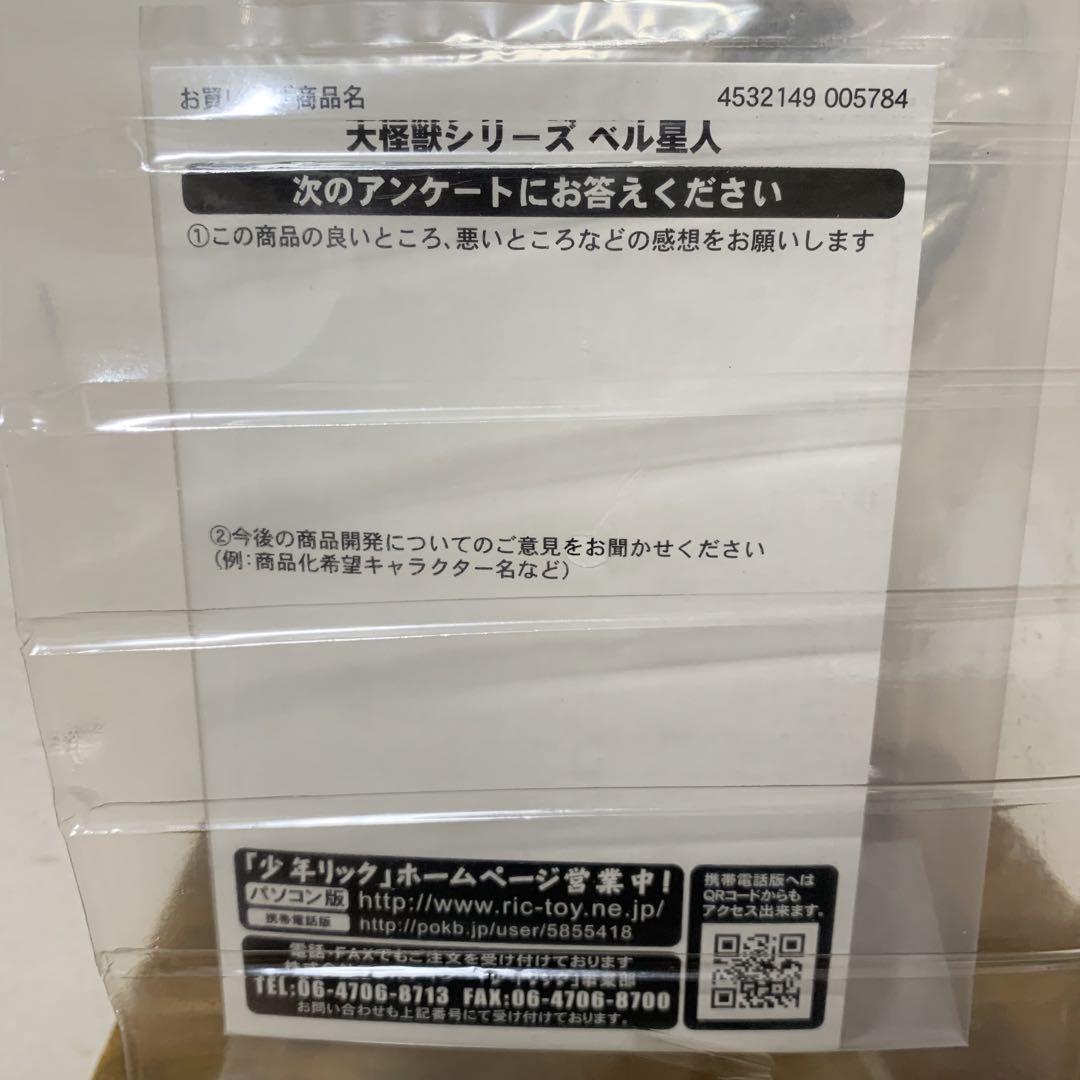 お買 商品名
4532149 005784
大怪獣シリーズ ペル星人
次のアンケートにお答えください
①この商品の良いところ、悪いところなどの感想をお願いします
②今後の商品開発についてのご意見をお聞かせください
(例:商品化希望キャラクター名など)
「少年リック」ホームページ営業中!
パソコン版 http://www.ric-toy.ne.jp/
携帯電話版 http://pokb.jp/user/5855418
携帯電話版へは
QRコードからも
アクセス出来ます。
電話・FAXでもご注文を受け付けております
事業部
TEL:06-4706-8713 FAX:06-4706-8700
お問い合わせも上記番号にて受け付けております。